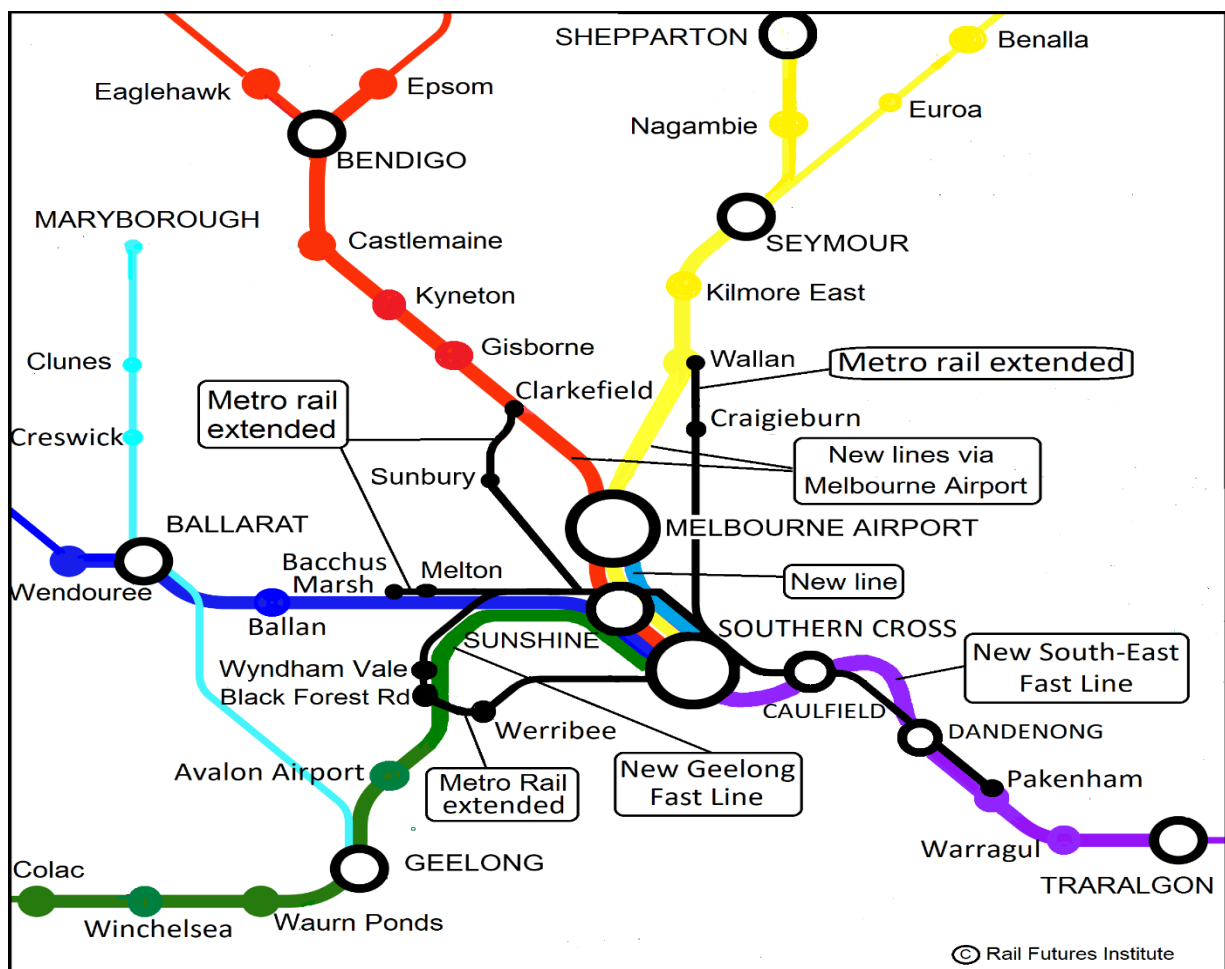 SHEPPARTON
Benalla
Eaglehawk
Epsom
Nagambie
Euroa
BENDIGO
MARYBOROUGH
Castlemaine
SEYMOUR
Kyneton
Kilmore East
Clunes
Gisborne
Wallan
Metro rail extended
Metro rail
extended
Clarkefield
Craigieburn
Creswick
Sunbury
New lines via
Melbourne Airport
BALLARAT
MELBOURNE AIRPORT
Bacchus
Marsh
Melton
New line
Wendouree
Ballan
SUNSHINE
SOUTHERN CROSS
Wyndham Vale
Black Forest Rd
New South-East
Fast Line
CAULFIELD
Werribee
DANDENONG
Avalon Airport
Metro Rail
extended
New Geelong
Fast Line
Pakenham
Warragul
GEELONG
TRARALGON
Colac
Winchelsea
Waurn Ponds
© Rail Futures Institute